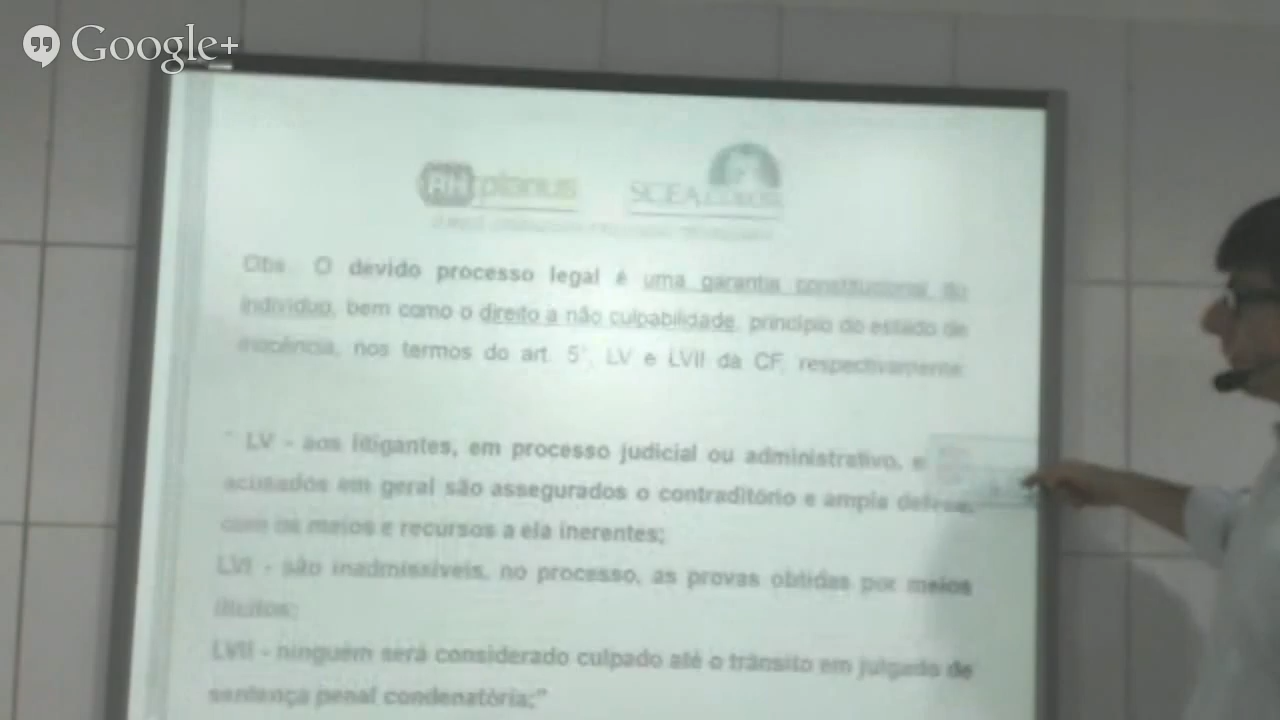 Google+
RHplanus
SCEA
Obs O devido processo legal é uma garantia constitucional do
indivíduo, bem como o direito a não culpabilidade, princípio do estado de
inocência, nos termos do art. 5°, LV e LVII da CF, respectivamente
" LV - aos litigantes, em processo judicial ou administrativo, e
acusados em geral são assegurados o contraditório e ampla defesa,
com os meios e recursos a ela inerentes;
LVI - são inadmissíveis, no processo, as provas obtidas por meios
ilícitos;
LVII - ninguém será considerado culpado até o trânsito em julgado de
sentença penal condenatória;"